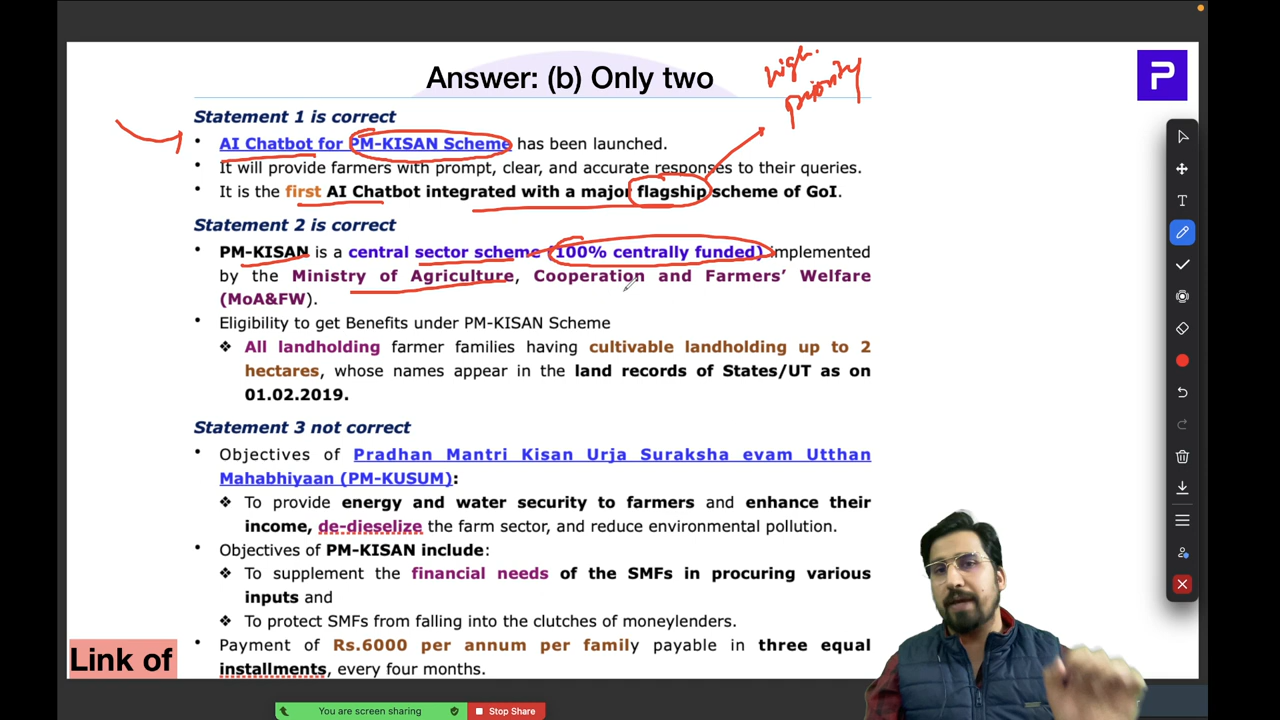 Answer: (b) Only two
high
priority
Statement 1 is correct
• AI Chatbot for PM-KISAN Scheme has been launched.
• It will provide farmers with prompt, clear, and accurate responses to their queries.
• It is the first AI Chatbot integrated with a major flagship scheme of GoI.
Statement 2 is correct
• PM-KISAN is a central sector scheme (100% centrally funded) implemented
by the Ministry of Agriculture, Cooperation and Farmers’ Welfare
(MoA&FW).
• Eligibility to get Benefits under PM-KISAN Scheme
❖ All landholding farmer families having cultivable landholding up to 2
hectares, whose names appear in the land records of States/UT as on
01.02.2019.
Statement 3 not correct
• Objectives of Pradhan Mantri Kisan Urja Suraksha evam Utthan
Mahabhiyaan (PM-KUSUM):
❖ To provide energy and water security to farmers and enhance their
income, de-dieselize the farm sector, and reduce environmental pollution.
• Objectives of PM-KISAN include:
❖ To supplement the financial needs of the SMFs in procuring various
inputs and
❖ To protect SMFs from falling into the clutches of moneylenders.
• Payment of Rs.6000 per annum per family payable in three equal
installments, every four months.
Link of
You are screen sharing
Stop Share